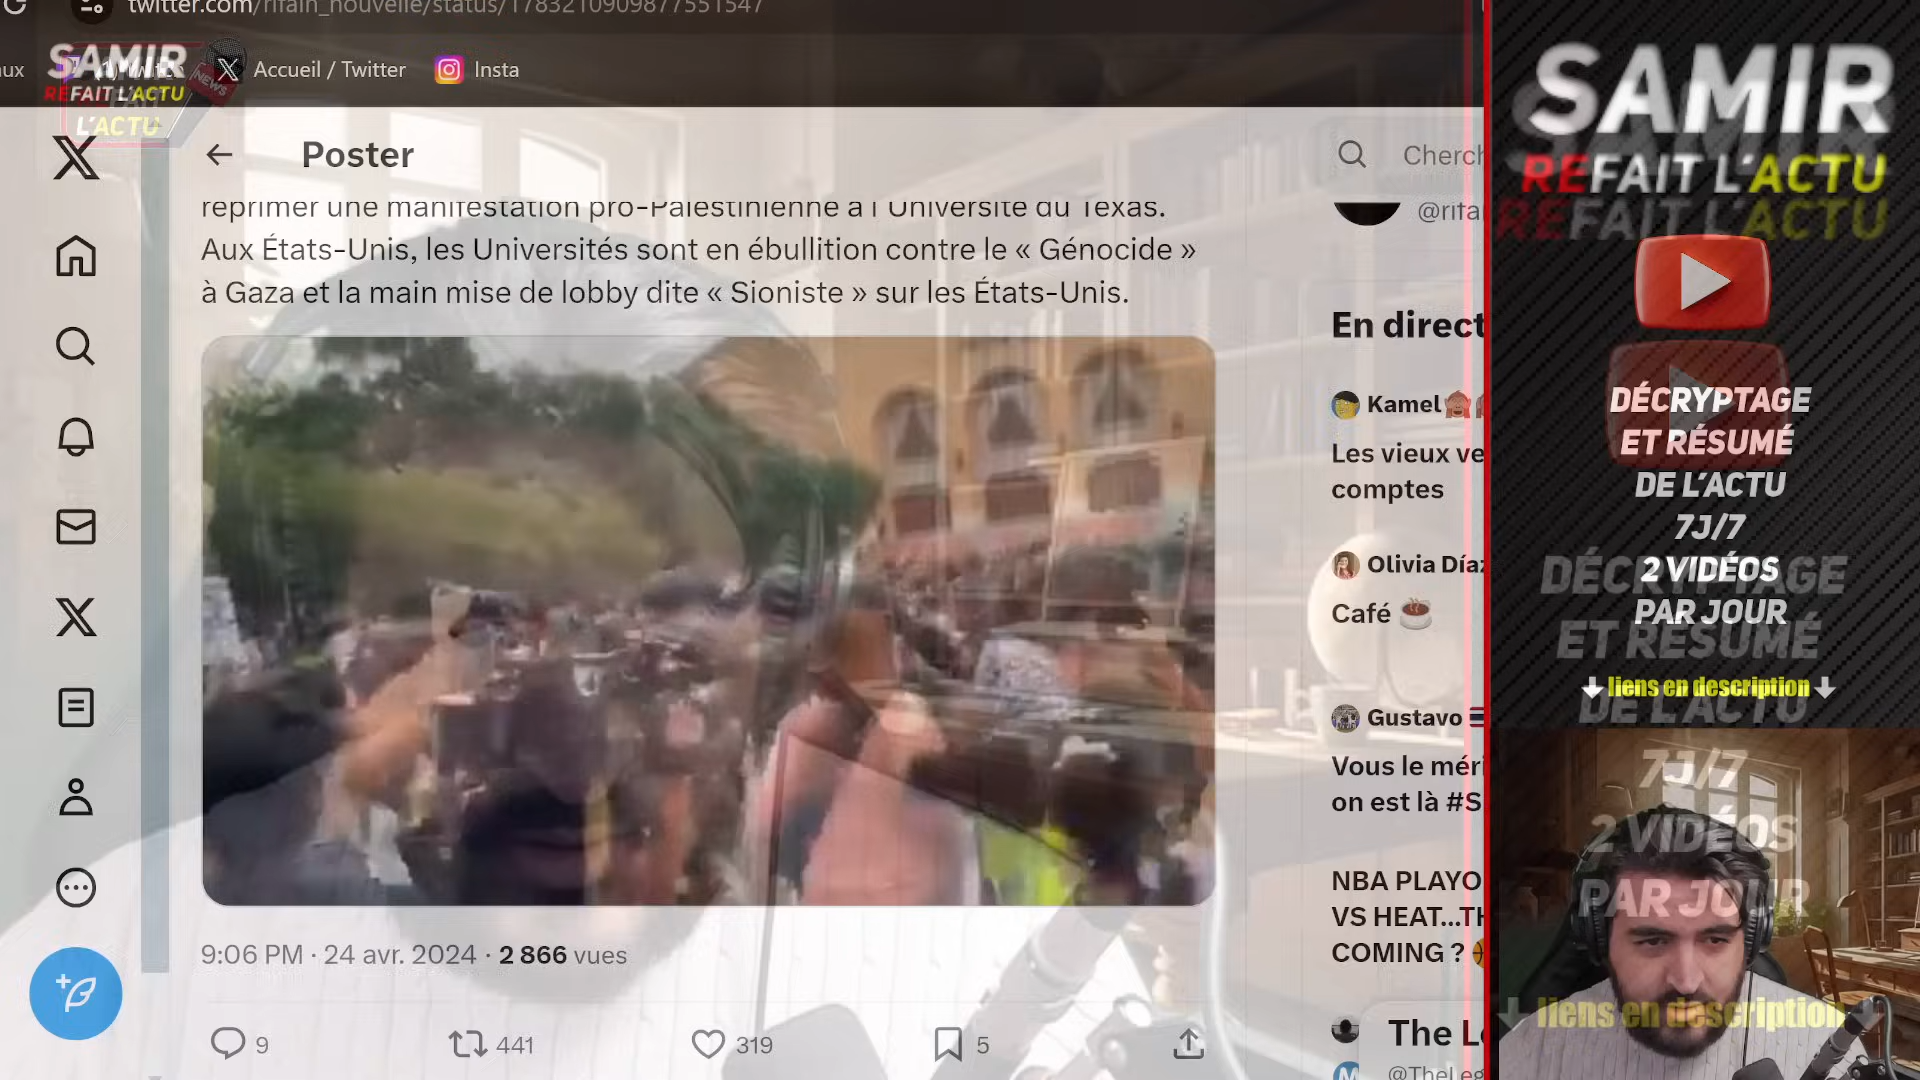 twitter.com/rifain_nouvelle/status/1783210909877551547
aux
Accueil / Twitter
Insta
SAMIR
REFAIT L'ACTU
NEWS
L'ACTU
Poster
Cherch
réprimer une manifestation pro-Palestinienne à l'Université du Texas.
Aux États-Unis, les Universités sont en ébullition contre le « Génocide »
à Gaza et la main mise de lobby dite « Sioniste » sur les États-Unis.
@rifa
En direct
Kamel
Les vieux ve
comptes
Olivia Díaz
Café
Gustavo
Vous le méri
on est là #S
NBA PLAYO
VS HEAT...TH
COMING ?
The Le
@TheLeg
9:06 PM · 24 avr. 2024 · 2 866 vues
9
441
319
5
SAMIR
REFAIT L'ACTU
REFAIT L'ACTU
DÉCRYPTAGE
ET RÉSUMÉ
DE L'ACTU
7J/7
2 VIDÉOS
PAR JOUR
liens en description
DÉCRYPTAGE
ET RÉSUMÉ
DE L'ACTU
7J/7
2 VIDÉOS
PAR JOUR
liens en description